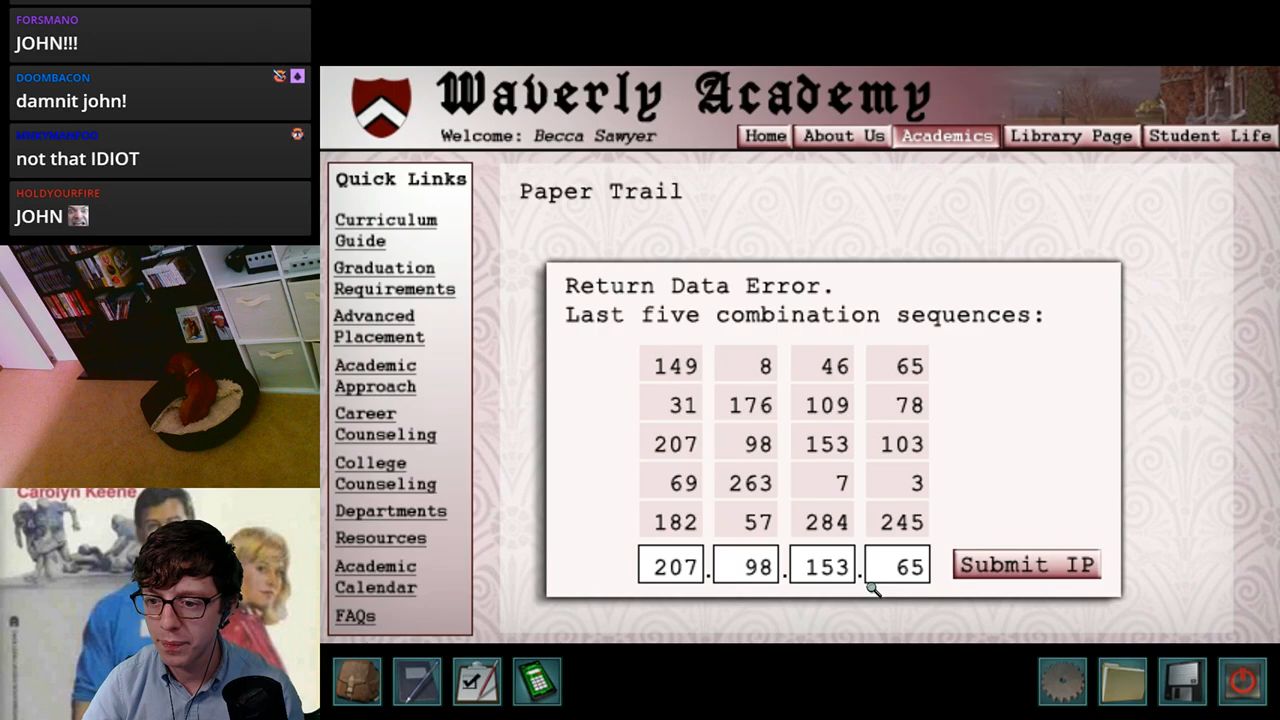 FORSMANO
JOHN!!!
DOOMBACON
damnit john!
not that IDIOT
HOLDYOURFIRE
JOHN
Carolyn Keene
Waverly Academy
Welcome: Becca Sawyer
Home About Us Academics Library Page Student Life
Quick Links
Curriculum
Guide
Graduation
Requirements
Advanced
Placement
Academic
Approach
Career
Counseling
College
Counseling
Departments
Resources
Academic
Calendar
FAQs
Paper Trail
Return Data Error.
Last five combination sequences:
149 8 46 65
31 176 109 78
207 98 153 103
69 263 7 3
182 57 284 245
207.98.153.65
Submit IP